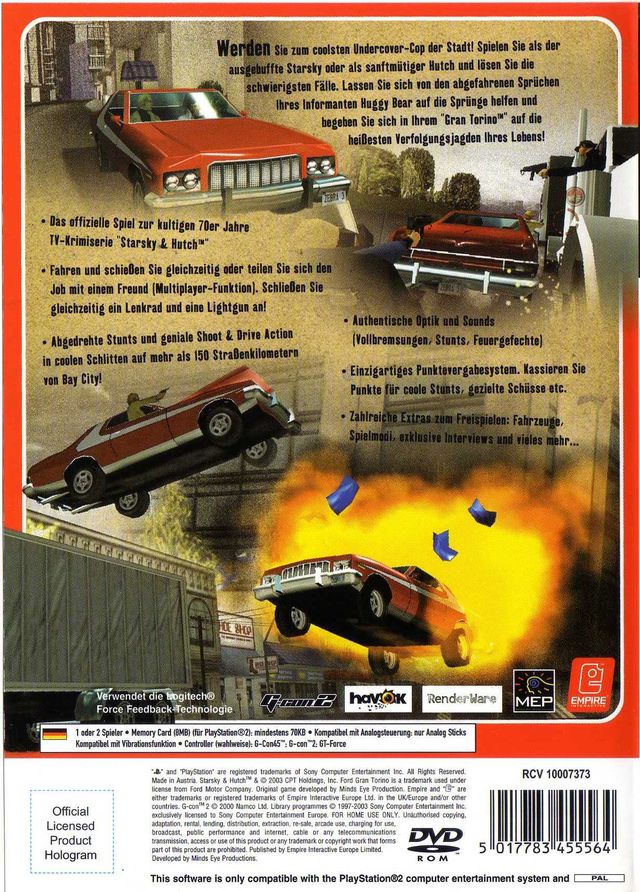 Werden Sie zum coolsten Undercover-Cop der Stadt! Spielen Sie als der
ausgebuffte Starsky oder als sanftmütiger Hutch und lösen Sie die
schwierigsten Fälle. Lassen Sie sich von den abgefahrenen Sprüchen
Ihres Informanten Huggy Bear auf die Sprünge helfen und
begeben Sie sich in Ihrem "Gran Torino™" auf die
heißesten Verfolgungsjagden Ihres Lebens!
ZEBRA 3
ZEBRA 3
• Das offizielle Spiel zur kultigen 70er Jahre
TV-Krimiserie "Starsky & Hutch™"
• Fahren und schießen Sie gleichzeitig oder teilen Sie sich den
Job mit einem Freund (Multiplayer-Funktion). Schließen Sie
gleichzeitig ein Lenkrad und eine Lightgun an!
• Abgedrehte Stunts und geniale Shoot & Drive Action
in coolen Schlitten auf mehr als 150 Straßenkilometern
von Bay City!
• Authentische Optik und Sounds
(Vollbremsungen, Stunts, Feuergefechte)
• Einzigartiges Punktevergabesystem. Kassieren Sie
Punkte für coole Stunts, gezielte Schüsse etc.
• Zahlreiche Extras zum Freispielen: Fahrzeuge,
Spielmodi, exklusive Interviews und vieles mehr...
Verwendet die Logitech®
Force Feedback-Technologie
G-con2
havok
RenderWare
MEP
EMPIRE
INTERACTIVE
1 oder 2 Spieler • Memory Card (8MB) (für PlayStation®2): mindestens 70KB • Kompatibel mit Analogsteuerung: nur Analog Sticks
Kompatibel mit Vibrationsfunktion • Controller (wahlweise): G-Con45™; G-con™2; GT-Force
Official
Licensed
Product
Hologram
" " and "PlayStation" are registered trademarks of Sony Computer Entertainment Inc. All Rights Reserved.
Made in Austria. Starsky & Hutch™ & © 2003 CPT Holdings, Inc. Ford Gran Torino is a trademark used under
license from Ford Motor Company. Original game developed by Minds Eye Productions. Empire and " " are
either trademarks or registered trademarks of Empire Interactive Europe Ltd. in the UK/Europe and/or other
countries. G-con™2 © 2000 Namco Ltd. Library programmes © 1997-2003 Sony Computer Entertainment Inc.
exclusively licensed to Sony Computer Entertainment Europe. FOR HOME USE ONLY. Unauthorised copying,
adaptation, rental, lending, distribution, extraction, re-sale, arcade use, charging for use,
broadcast, public performance and internet, cable or any telecommunications
transmission, access or use of this product or any trademark or copyright work that forms
part of this product are prohibited. Published by Empire Interactive Europe Limited.
Developed by Minds Eye Productions.
DVD
ROM
RCV 10007373
5 017783 455564
This software is only compatible with the PlayStation®2 computer entertainment system and PAL